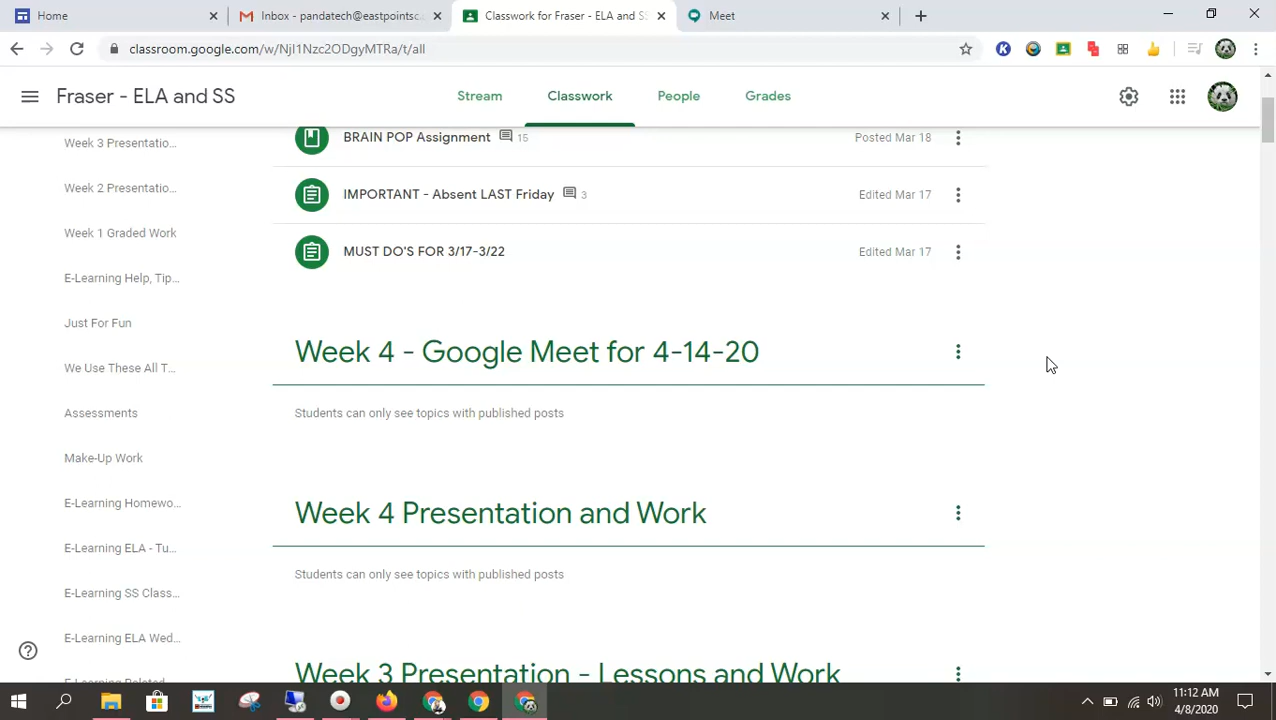 Home
Inbox - pandatech@eastpointsc
Classwork for Fraser - ELA and SS
Meet
classroom.google.com/w/NjI1Nzc2ODgyMTRa/t/all
Fraser - ELA and SS
Stream
Classwork
People
Grades
Week 3 Presentatio...
Week 2 Presentatio...
Week 1 Graded Work
E-Learning Help, Tip...
Just For Fun
We Use These All T...
Assessments
Make-Up Work
E-Learning Homewo...
E-Learning ELA - Tu...
E-Learning SS Class...
E-Learning ELA Wed...
E-Learning Related
BRAIN POP Assignment 15 Posted Mar 18
IMPORTANT - Absent LAST Friday 3 Edited Mar 17
MUST DO'S FOR 3/17-3/22 Edited Mar 17
Week 4 - Google Meet for 4-14-20
Students can only see topics with published posts
Week 4 Presentation and Work
Students can only see topics with published posts
Week 3 Presentation - Lessons and Work
11:12 AM
4/8/2020